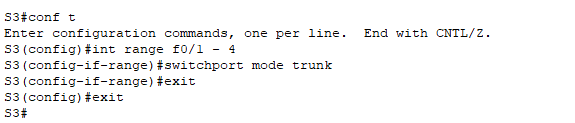 S3#conf t
Enter configuration commands, one per line.  End with CNTL/Z.
S3(config)#int range f0/1 - 4
S3(config-if-range)#switchport mode trunk
S3(config-if-range)#exit
S3(config)#exit
S3#